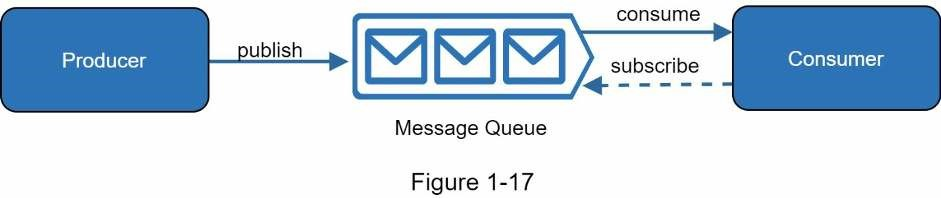 Producer
publish
consume
subscribe
Consumer
Message Queue
Figure 1-17